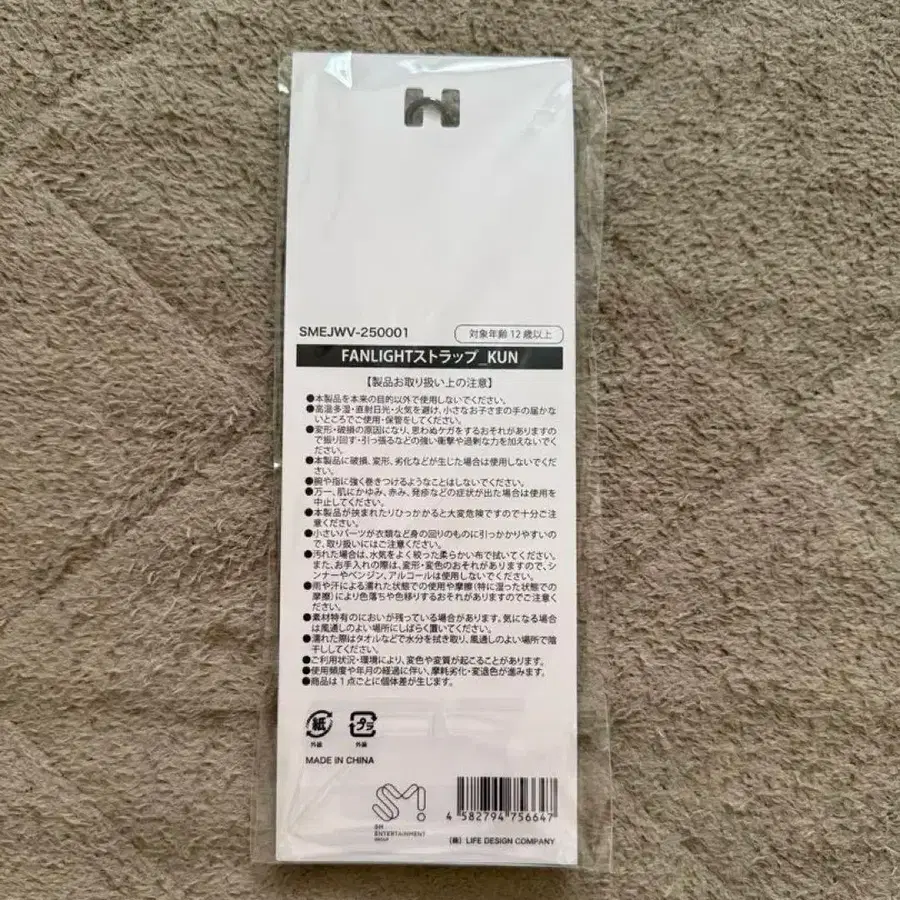 SMEJWV-250001
対象年齢12歳以上
FANLIGHTストラップ_KUN
【製品お取り扱い上の注意】
●本製品を本来の目的以外で使用しないでください。
●高温多湿・直射日光・火気を避け、小さなお子さまの手の届かな
いところでご使用・保管をしてください。
●変形・破損の原因になり、思わぬケガをするおそれがありますの
で振り回す・引っ張るなどの強い衝撃や過剰な力を加えないでく
ださい。
●本製品に破損、変形、劣化などが生じた場合は使用しないでくだ
さい。
●腕や指に強く巻きつけるようなことはしないでください。
●万一、肌にかゆみ、赤み、発疹などの症状が出た場合は使用を
中止してください。
●本製品が挟まれたりひっかかると大変危険ですので十分ご注
意ください。
●小さいパーツが衣類など身の回りのものに引っかかりやすいの
で、取り扱いにはご注意ください。
●汚れた場合は、水気をよく絞った柔らかい布で拭いてください。
また、お手入れの際は、変形・変色のおそれがありますので、シ
ンナーやベンジン、アルコールは使用しないでください。
●雨や汗による濡れた状態での使用や摩擦(特に湿った状態での
摩擦)により色落ちや色移りするおそれがありますのでご注意く
ださい。
●素材特有のにおいが残っている場合があります。気になる場合
は風通しのよい場所にしばらく置いてください。
●濡れた際はタオルなどで水分を拭き取り、風通しのよい場所で陰
干ししてください。
●ご利用状況・環境により、変色や変質が起こることがあります。
●使用頻度や年月の経過に伴い、摩耗劣化・変退色が進みます。
●商品は1点ごとに個体差が生じます。
紙 プラ
外装 外装
MADE IN CHINA
SM!
SM
ENTERTAINMENT
GROUP
4 582794 756647
(株) LIFE DESIGN COMPANY